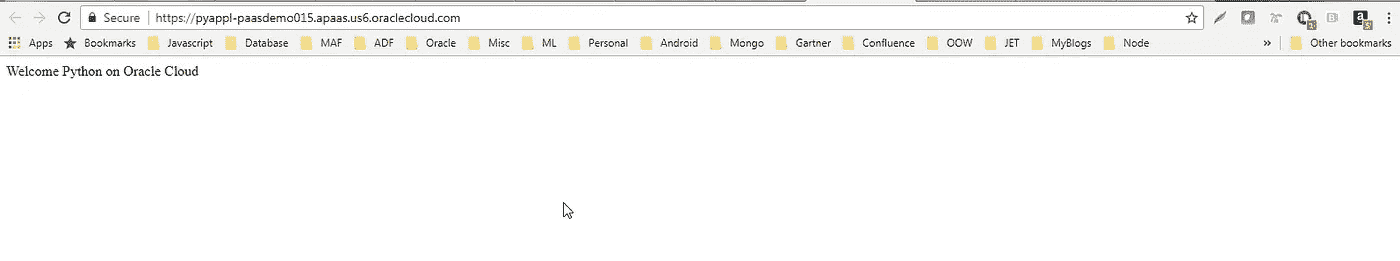 Secure https://pyappl-paasdemo015.apaas.us6.oraclecloud.com
Apps Bookmarks Javascript Database MAF ADF Oracle Misc ML Personal Android Mongo Gartner Confluence OOW JET MyBlogs Node » Other bookmarks
Welcome Python on Oracle Cloud